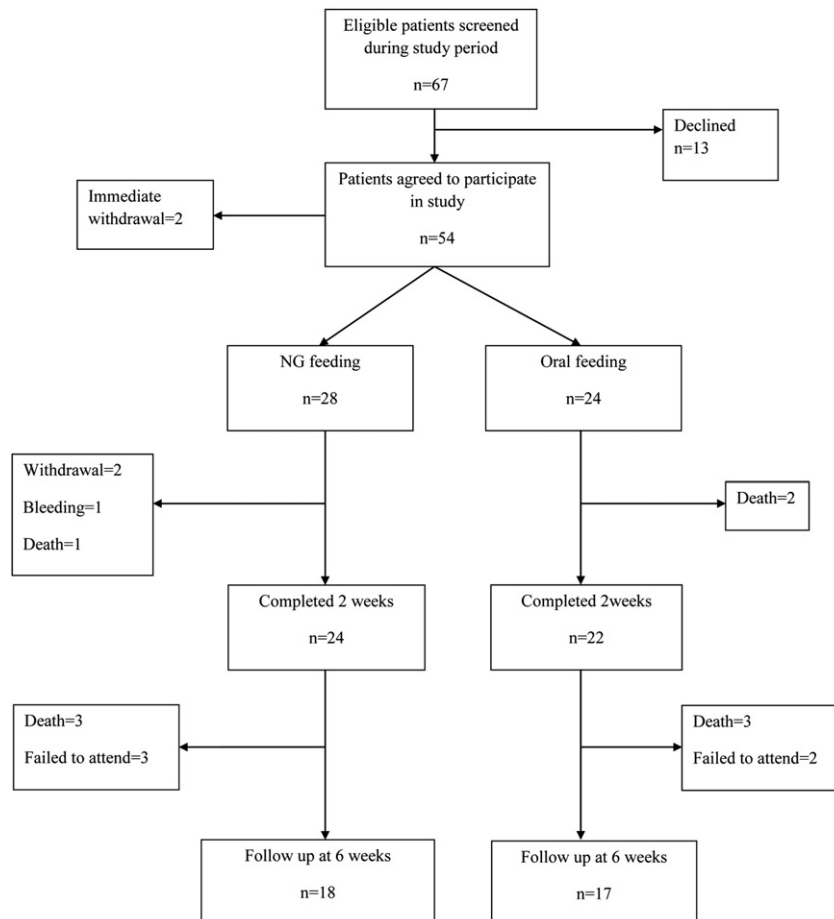 Eligible patients screened
during study period
n=67
Declined
n=13
Patients agreed to participate
in study
n=54
Immediate
withdrawal=2
NG feeding
n=28
Oral feeding
n=24
Withdrawal=2
Bleeding=1
Death=1
Death=2
Completed 2 weeks
n=24
Completed 2weeks
n=22
Death=3
Failed to attend=3
Death=3
Failed to attend=2
Follow up at 6 weeks
n=18
Follow up at 6 weeks
n=17